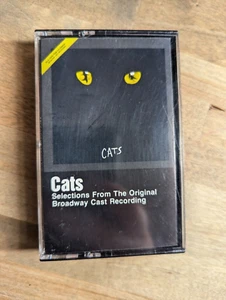 CATS
Cats
Selections From The Original
Broadway Cast Recording